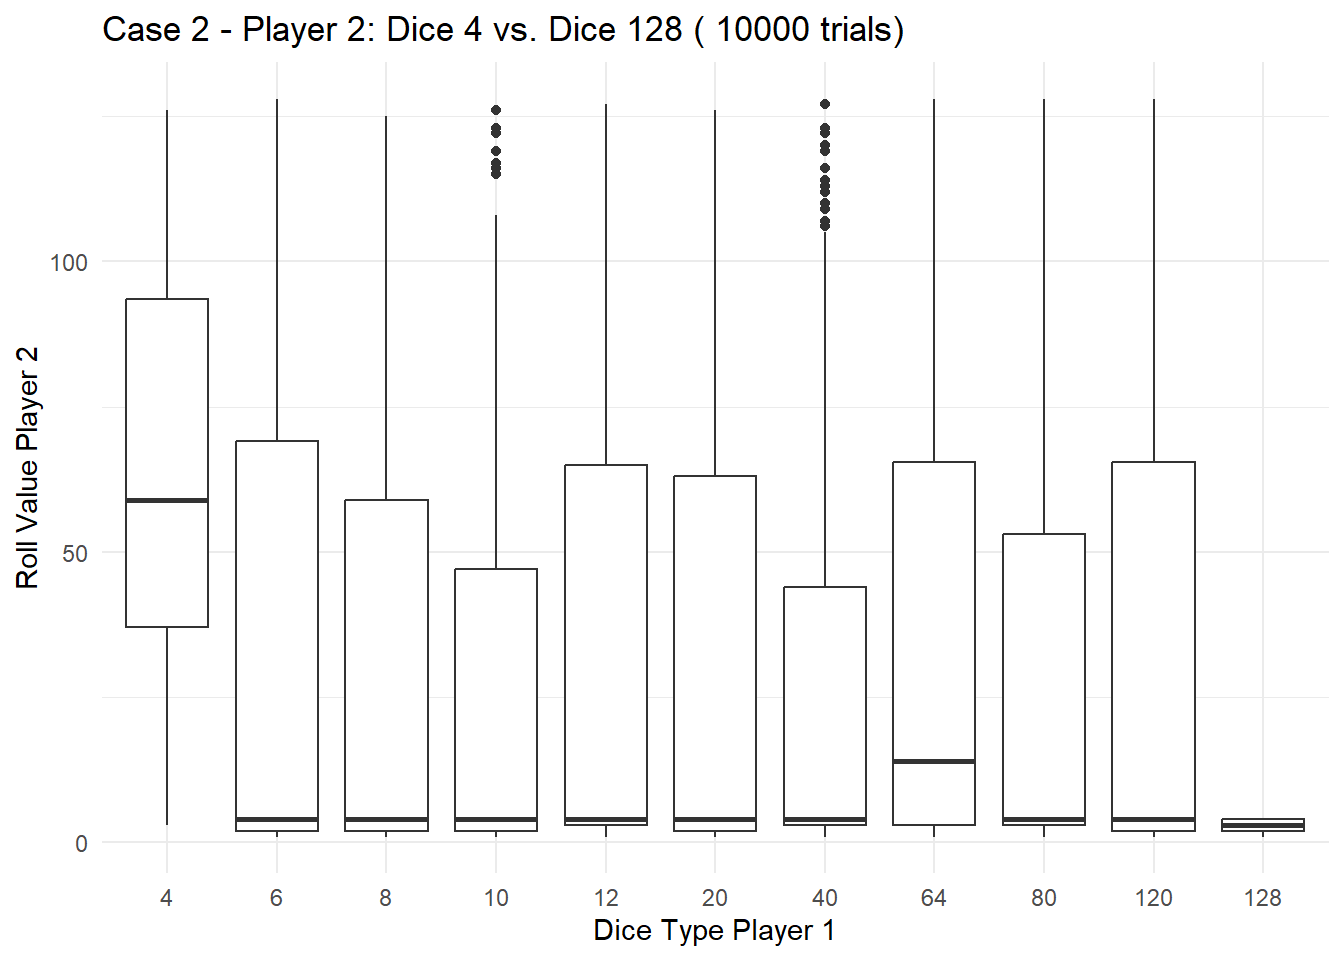 Case 2 - Player 2: Dice 4 vs. Dice 128 ( 10000 trials)
100
50
0
Roll Value Player 2
4 6 8 10 12 20 40 64 80 120 128
Dice Type Player 1